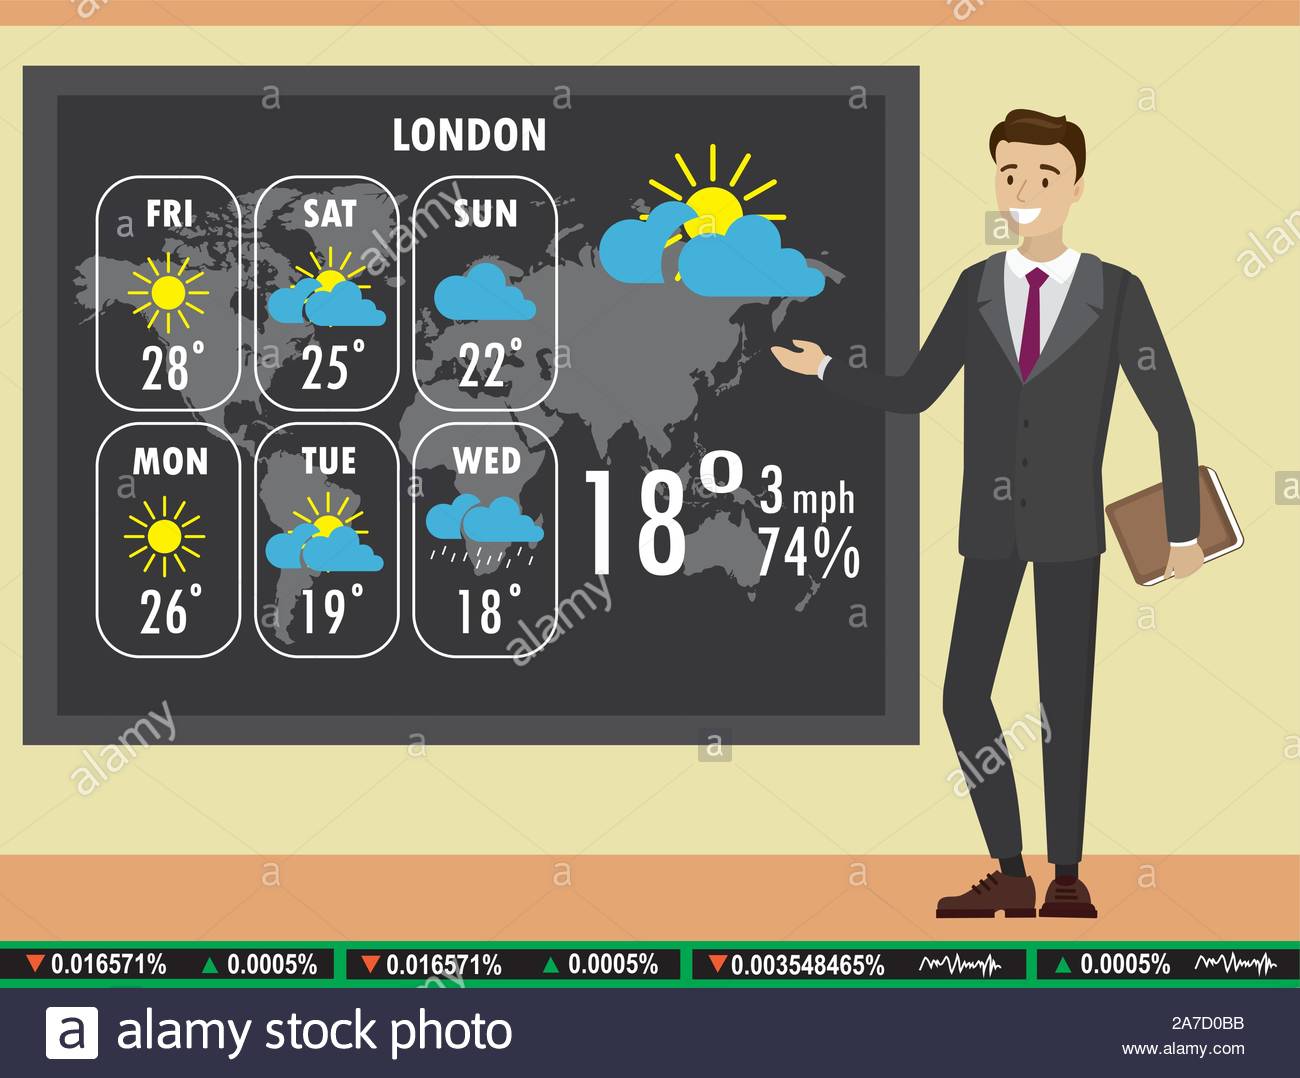 LONDON
FRI SAT SUN
28° 25° 22°
MON TUE WED
26° 19° 18°
18° 3 mph
74%
▼ 0.016571% ▲ 0.0005% ▼ 0.016571% ▲ 0.0005% ▼ 0.003548465% ▲ 0.0005%
a alamy stock photo
2A7D0BB
www.alamy.com
alamy